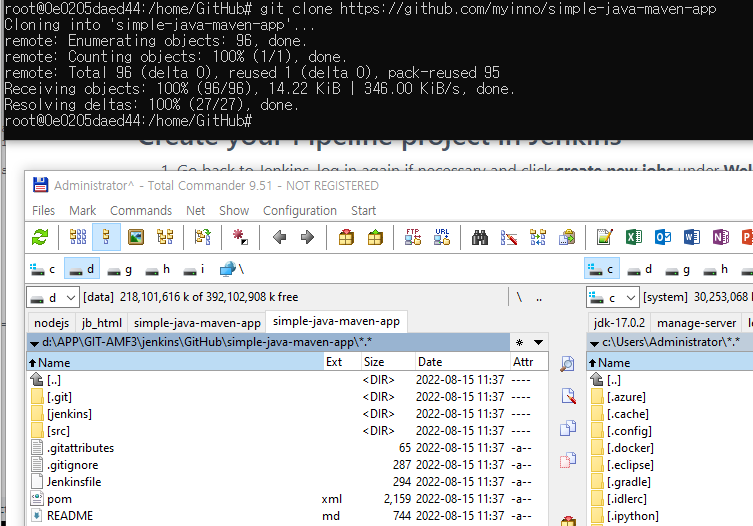 root@0e0205daed44:/home/GitHub# git clone https://github.com/myinno/simple-java-maven-app
Cloning into 'simple-java-maven-app'...
remote: Enumerating objects: 96, done.
remote: Counting objects: 100% (1/1), done.
remote: Total 96 (delta 0), reused 1 (delta 0), pack-reused 95
Receiving objects: 100% (96/96), 14.22 KiB | 346.00 KiB/s, done.
Resolving deltas: 100% (27/27), done.
root@0e0205daed44:/home/GitHub#
Create your Pipeline project in Jenkins
1. Go back to Jenkins, log in again if necessary and click create new jobs under Wel
Administrator^ - Total Commander 9.51 - NOT REGISTERED
Files Mark Commands Net Show Configuration Start
FTP URL
c d g h i \ c d g h
d [data] 218,101,616 k of 392,102,908 k free \ .. c [system] 30,253,068 k
nodejs jb_html simple-java-maven-app simple-java-maven-app jdk-17.0.2 manage-server
d:\APP\GIT-AMF3\jenkins\GitHub\simple-java-maven-app\*.* * c:\Users\Administrator\*.*
Name Ext Size Date Attr Name
[..] <DIR> 2022-08-15 11:37 ---- [..]
[.git] <DIR> 2022-08-15 11:37 ---- [.azure]
[jenkins] <DIR> 2022-08-15 11:37 ---- [.cache]
[src] <DIR> 2022-08-15 11:37 ---- [.config]
.gitattributes 65 2022-08-15 11:37 -a-- [.docker]
.gitignore 287 2022-08-15 11:37 -a-- [.eclipse]
Jenkinsfile 294 2022-08-15 11:37 -a-- [.gradle]
pom xml 2,159 2022-08-15 11:37 -a-- [.idlerc]
README md 744 2022-08-15 11:37 -a-- [.ipython]